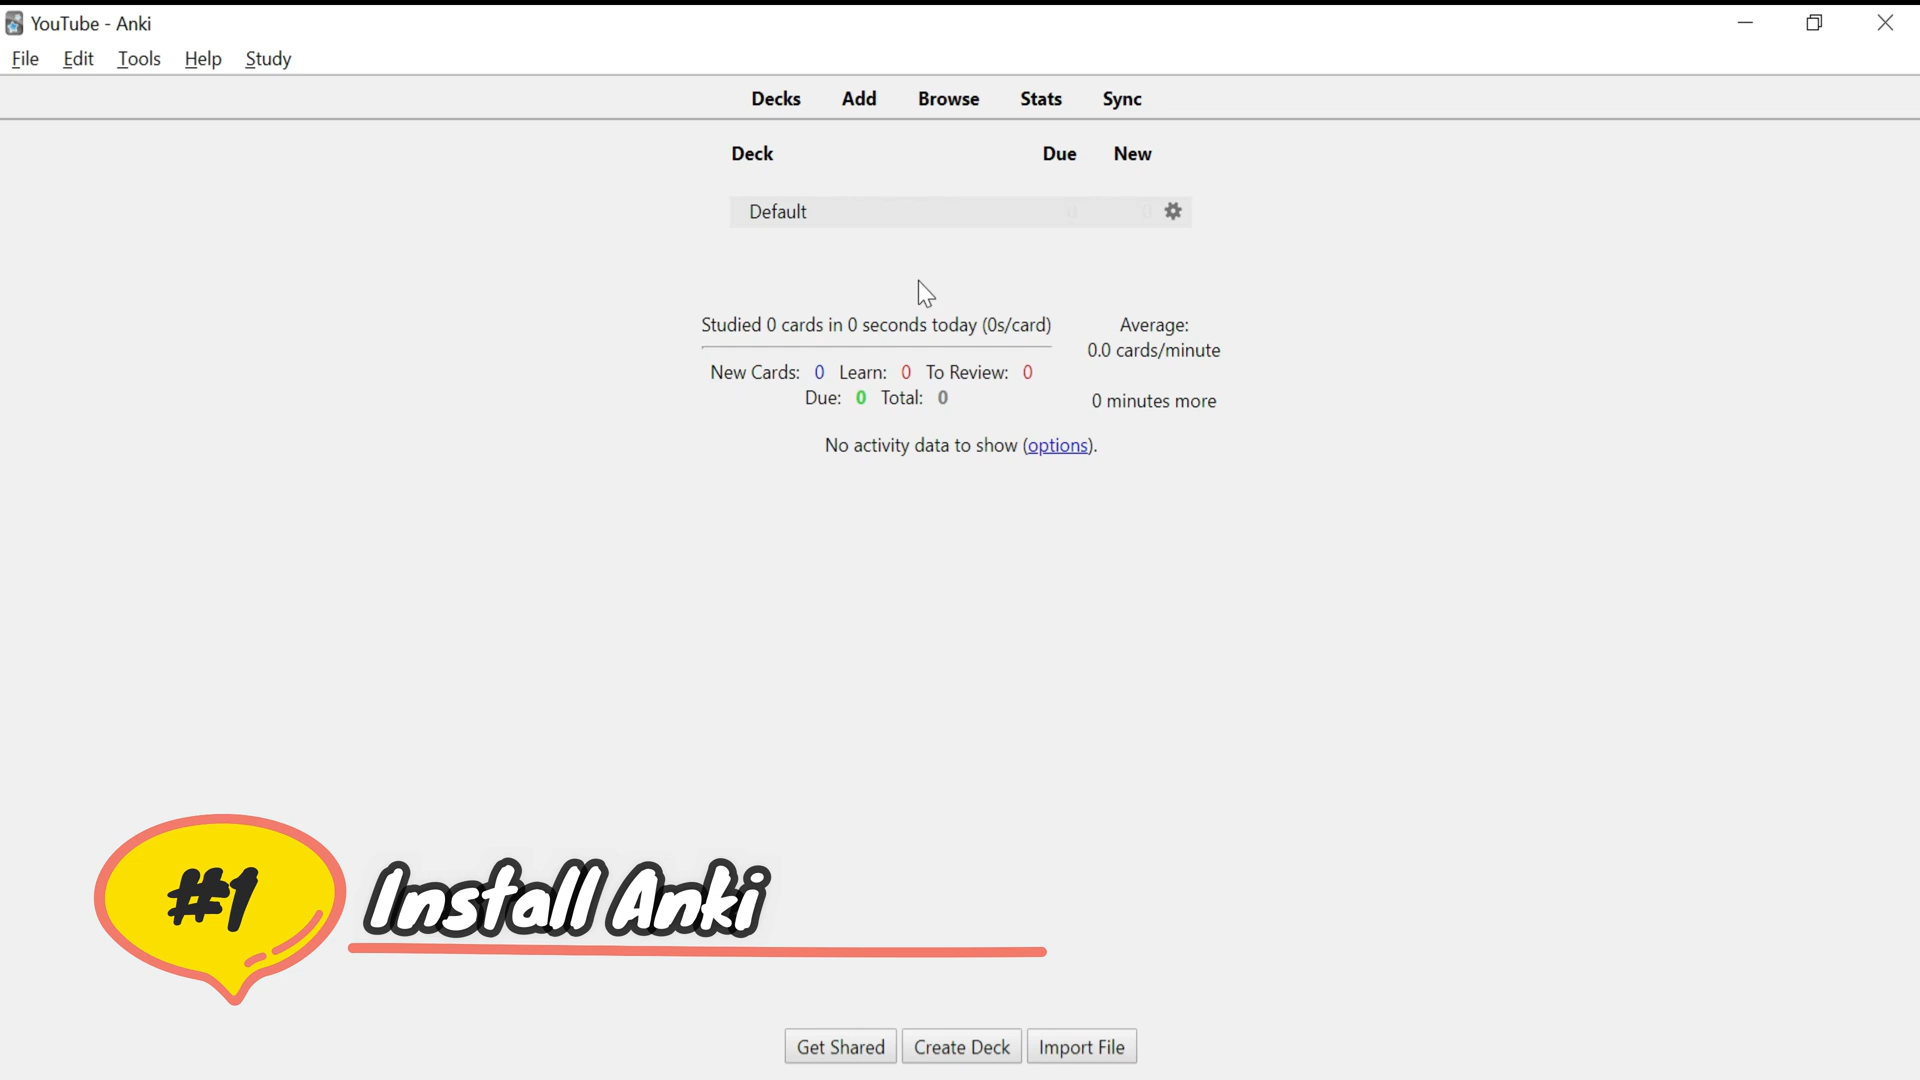 YouTube - Anki
File Edit Tools Help Study
Decks Add Browse Stats Sync
Deck Due New
Default 0 0
Studied 0 cards in 0 seconds today (0s/card)
New Cards: 0 Learn: 0 To Review: 0
Due: 0 Total: 0
Average:
0.0 cards/minute
0 minutes more
No activity data to show (options).
#1 Install Anki
Get Shared Create Deck Import File